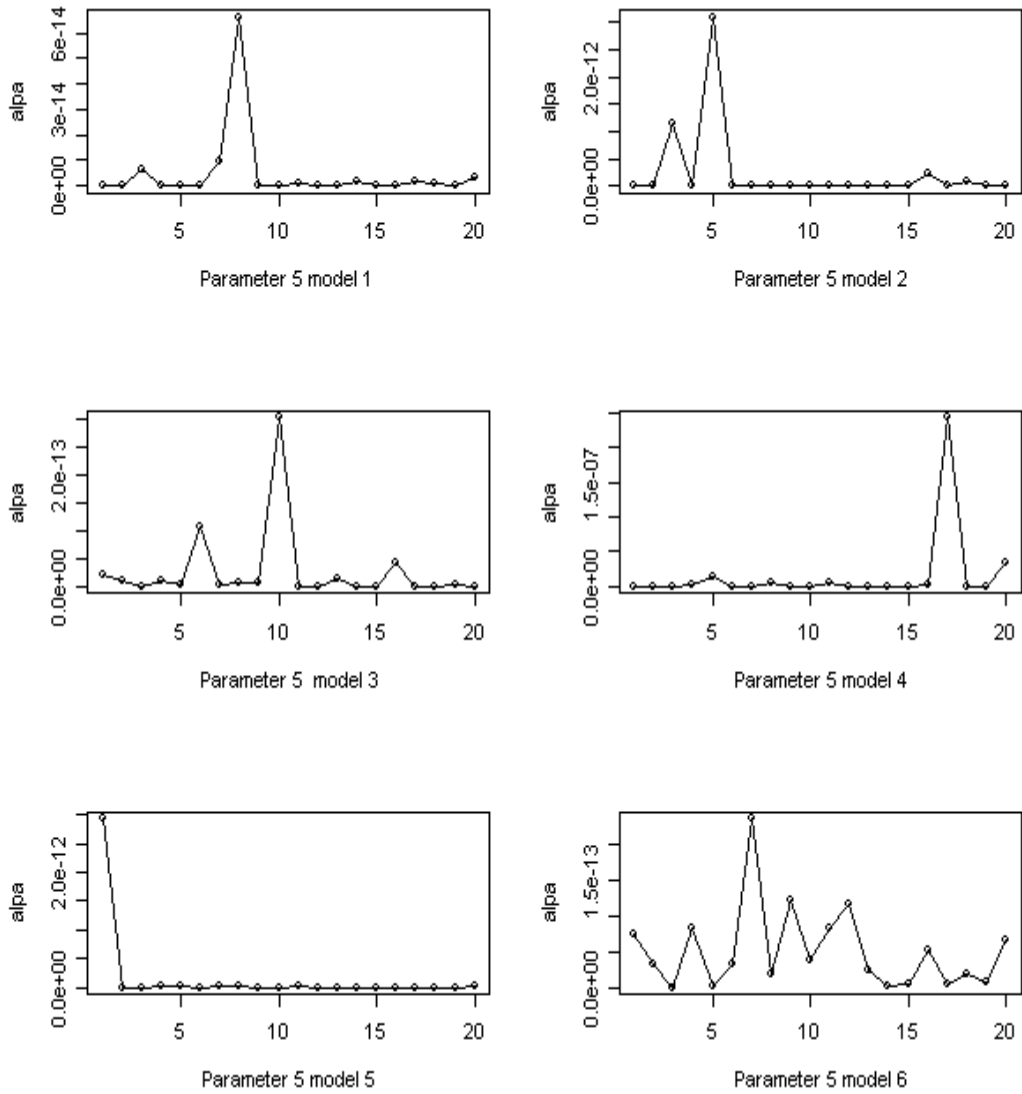 alpa
0e+00 3e-14 6e-14
5 10 15 20
Parameter 5 model 1
alpa
0.0e+00 2.0e-12
5 10 15 20
Parameter 5 model 2
alpa
0.0e+00 2.0e-13
5 10 15 20
Parameter 5 model 3
alpa
0.0e+00 1.5e-07
5 10 15 20
Parameter 5 model 4
alpa
0.0e+00 2.0e-12
5 10 15 20
Parameter 5 model 5
alpa
0.0e+00 1.5e-13
5 10 15 20
Parameter 5 model 6